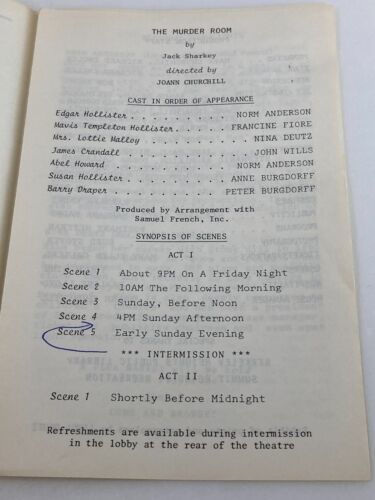 THE MURDER ROOM
by
Jack Sharkey
directed by
JOANN CHURCHILL
CAST IN ORDER OF APPEARANCE
Edgar Hollister . . . . . . . . . NORM ANDERSON
Mavis Templeton Hollister . . . . . FRANCINE FIORE
Mrs. Lottie Malloy . . . . . . . . . NINA DEUTZ
James Crandall . . . . . . . . . . . JOHN WILLS
Abel Howard . . . . . . . . . . NORM ANDERSON
Susan Hollister . . . . . . . . . ANNE BURGDORFF
Barry Draper . . . . . . . . . . PETER BURGDORFF
Produced by Arrangement with
Samuel French, Inc.
SYNOPSIS OF SCENES
ACT I
Scene 1 About 9PM On A Friday Night
Scene 2 10AM The Following Morning
Scene 3 Sunday, Before Noon
Scene 4 4PM Sunday Afternoon
Scene 5 Early Sunday Evening
*** INTERMISSION ***
ACT II
Scene 1 Shortly Before Midnight
Refreshments are available during intermission
in the lobby at the rear of the theatre